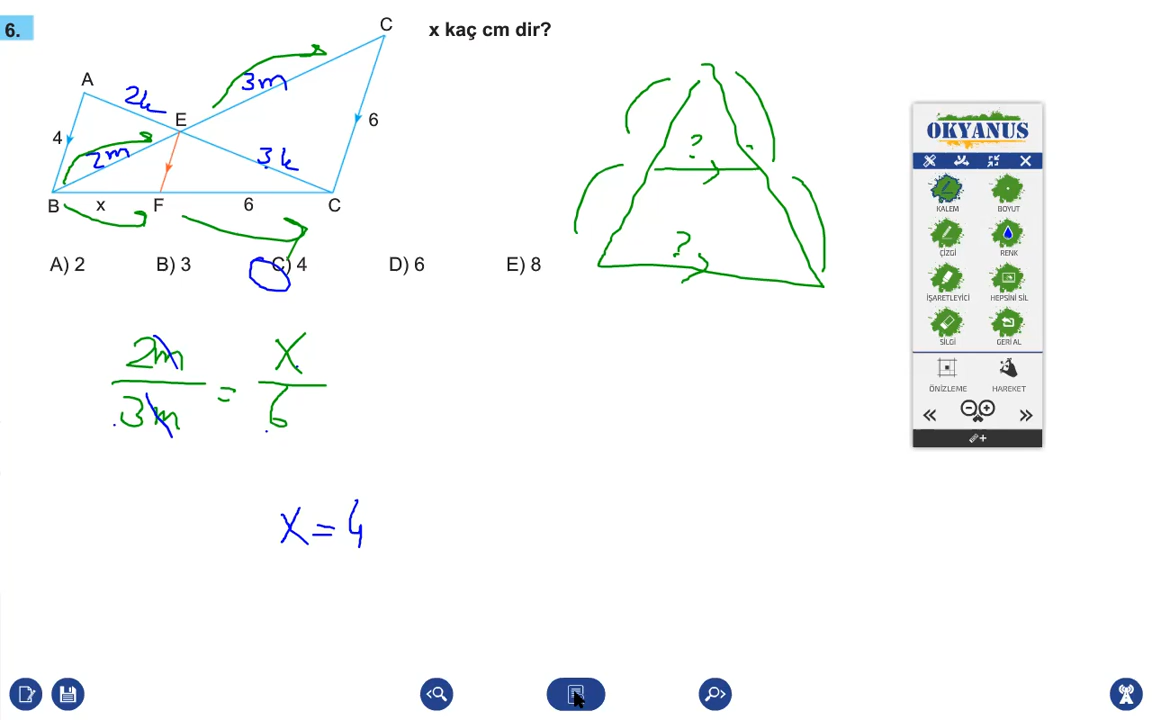 6.
x kaç cm dir?
C
A
2k
3m
E
4
6
2m
3k
B
x
F
6
C
A) 2
B) 3
C) 4
D) 6
E) 8
?
?
2m
3m
=
x
6
x = 4
OKYANUS
KALEM
BOYUT
ÇİZGİ
RENK
İŞARETLEYİCİ
HEPSİNİ SİL
SİLGİ
GERİ AL
ÖNİZLEME
HAREKET